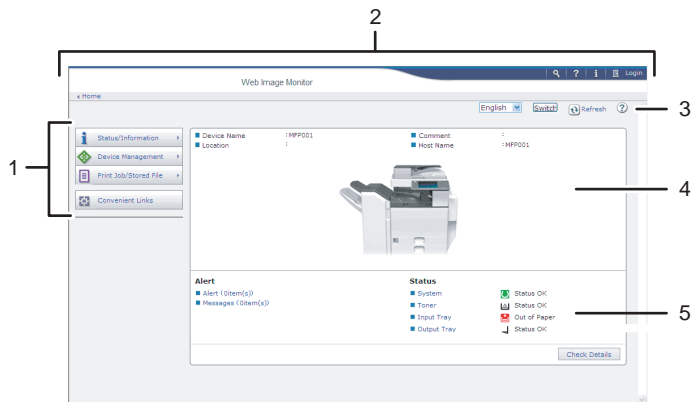 2
Login
Web Image Monitor
Home
English Switch Refresh ? 3
1
Status/Information
Device Management
Print Job/Stored File
Convenient Links
Device Name : MFP001 Comment :
Location : Host Name : MFP001
4
Alert Status
Alert (0item(s)) System Status OK
Messages (0item(s)) Toner Status OK
Input Tray Out of Paper 5
Output Tray Status OK
Check Details